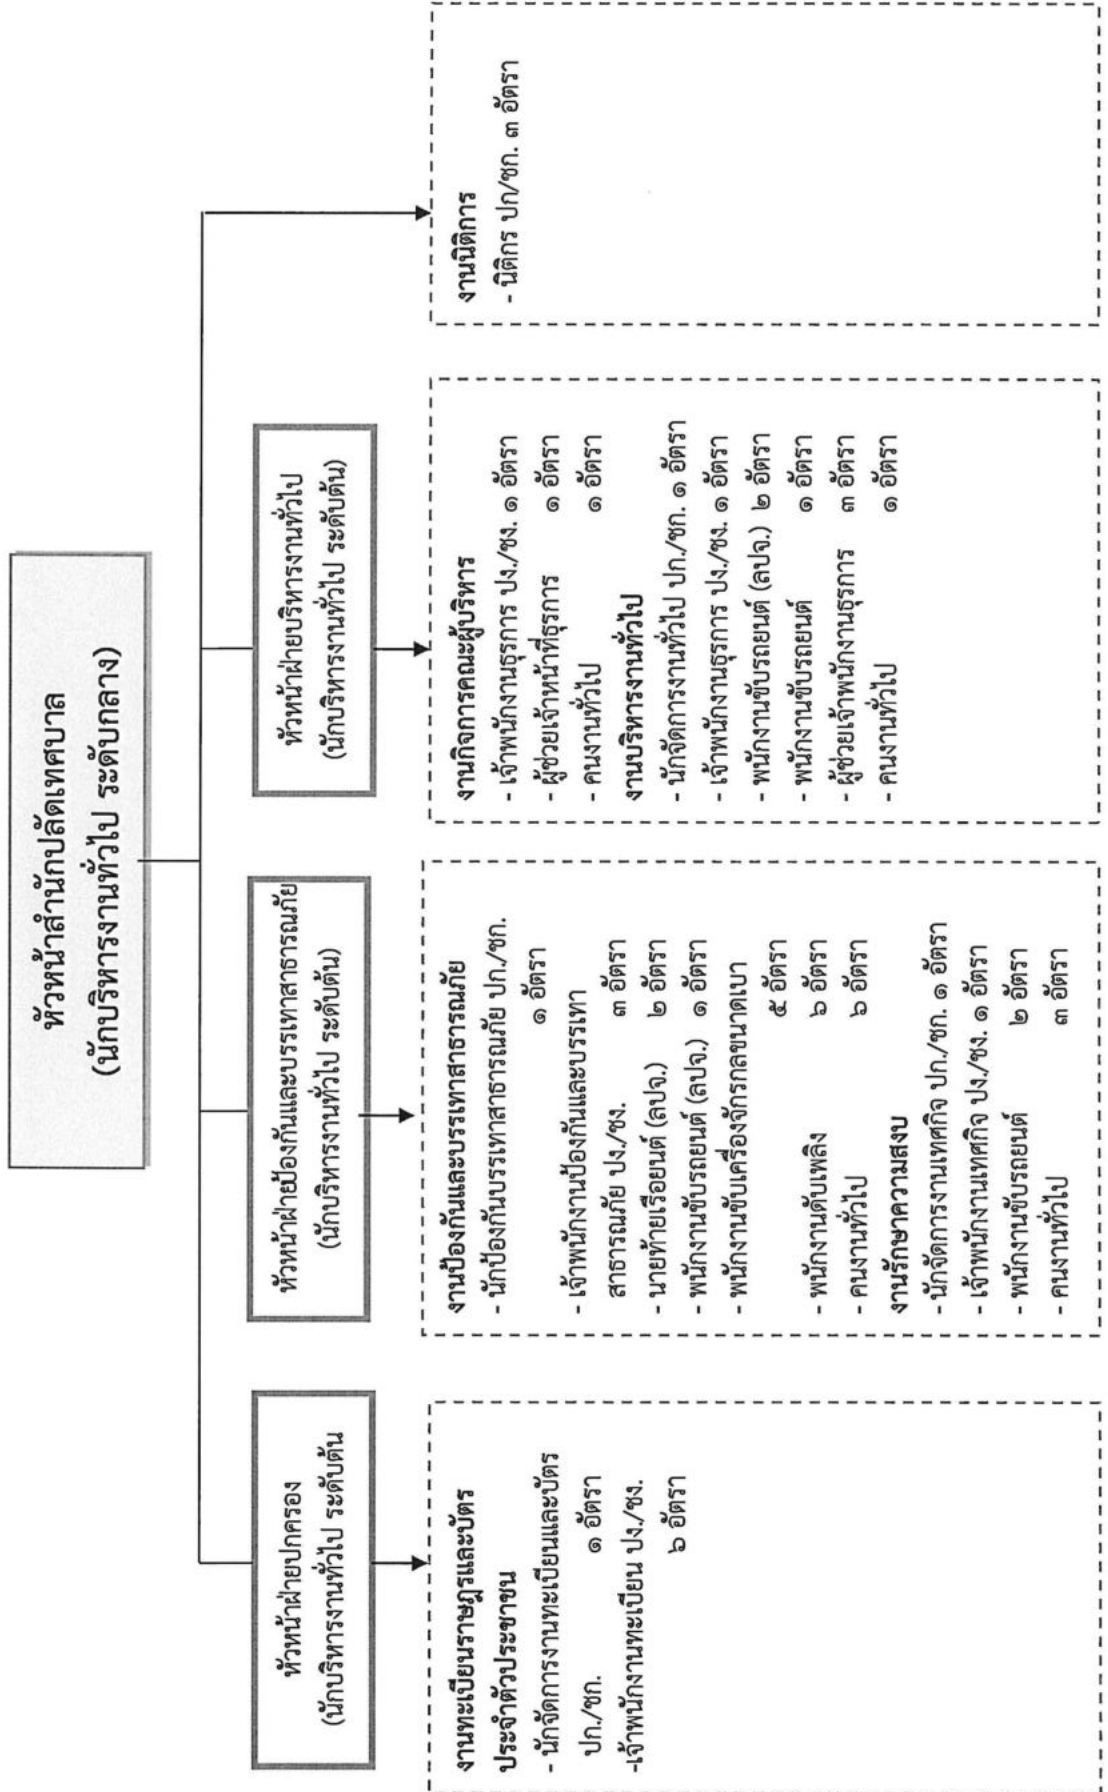 หัวหน้าสำนักปลัดเทศบาล
(นักบริหารงานทั่วไป ระดับกลาง)
หัวหน้าฝ่ายปกครอง
(นักบริหารงานทั่วไป ระดับต้น
งานทะเบียนราษฎรและบัตร
ประจำตัวประชาชน
- นักจัดการงานทะเบียนและบัตร
ปก./ชก. ๑ อัตรา
-เจ้าพนักงานทะเบียน ปง./ชง.
๖ อัตรา
หัวหน้าฝ่ายป้องกันและบรรเทาสาธารณภัย
(นักบริหารงานทั่วไป ระดับต้น)
งานป้องกันและบรรเทาสาธารณภัย
- นักป้องกันบรรเทาสาธารณภัย ปก./ชก.
๑ อัตรา
- เจ้าพนักงานป้องกันและบรรเทา
สาธารณภัย ปง./ชง. ๓ อัตรา
- นายท้ายเรือยนต์ (ลปจ.) ๒ อัตรา
- พนักงานขับรถยนต์ (ลปจ.) ๑ อัตรา
- พนักงานขับเครื่องจักรกลขนาดเบา
๕ อัตรา
- พนักงานดับเพลิง ๖ อัตรา
- คนงานทั่วไป ๖ อัตรา
งานรักษาความสงบ
- นักจัดการงานเทศกิจ ปก./ชก. ๑ อัตรา
- เจ้าพนักงานเทศกิจ ปง./ชง. ๑ อัตรา
- พนักงานขับรถยนต์ ๒ อัตรา
- คนงานทั่วไป ๓ อัตรา
หัวหน้าฝ่ายบริหารงานทั่วไป
(นักบริหารงานทั่วไป ระดับต้น)
งานกิจการคณะผู้บริหาร
- เจ้าพนักงานธุรการ ปง./ชง. ๑ อัตรา
- ผู้ช่วยเจ้าหน้าที่ธุรการ ๑ อัตรา
- คนงานทั่วไป ๑ อัตรา
งานบริหารงานทั่วไป
- นักจัดการงานทั่วไป ปก./ชก. ๑ อัตรา
- เจ้าพนักงานธุรการ ปง./ชง. ๑ อัตรา
- พนักงานขับรถยนต์ (ลปจ.) ๒ อัตรา
- พนักงานขับรถยนต์ ๑ อัตรา
- ผู้ช่วยเจ้าพนักงานธุรการ ๓ อัตรา
- คนงานทั่วไป ๑ อัตรา
งานนิติการ
- นิติกร ปก/ชก. ๓ อัตรา